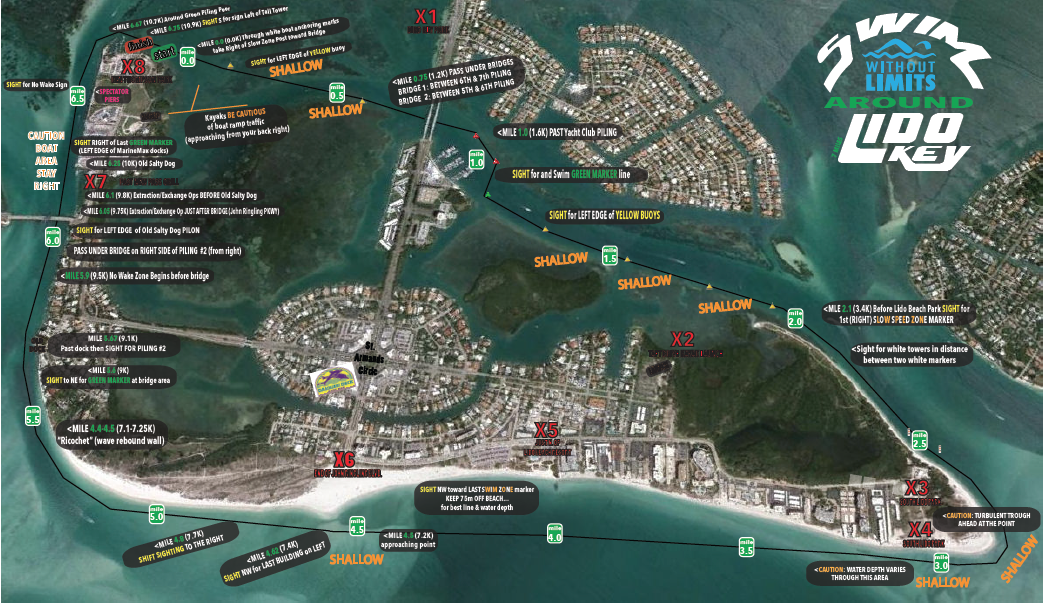 <MILE 6.67 (10.7K) Around Green Piling Peer
<MILE 6.75 (10.9K) SIGHT S for sign Left of Tall Tower
Finish
Start
mile
0.0
<MILE 0.0 (0.0K) Through white boat anchoring marks
take Right of Slow Zone Post toward Bridge
SIGHT for LEFT EDGE of YELLOW buoy
SHALLOW
X1
X8
SWIM
WITHOUT
LIMITS
AROUND
LIDO
KEY
SIGHT for No Wake Sign
mile
6.5
<SPECTATOR
PIERS
mile
0.5
SHALLOW
<MILE 0.75 (1.2K) PASS UNDER BRIDGES
BRIDGE 1: BETWEEN 6TH & 7th PILING
BRIDGE 2: BETWEEN 5TH & 6TH PILING
Kayaks BE CAUTIOUS
of boat ramp traffic
(approaching from your back right)
<MILE 1.0 (1.6K) PAST Yacht Club PILING
mile
1.0
SIGHT for and Swim GREEN MARKER line
CAUTION
BOAT
AREA
STAY
RIGHT
SIGHT RIGHT of Last GREEN MARKER
(LEFT EDGE of MarineMax docks)
<MILE 6.25 (10K) Old Salty Dog
X7
<MILE 6.1 (9.8K) Extraction/Exchange Ops BEFORE Old Salty Dog
<MILE 6.05 (9.75K) Extraction/Exchange Op JUST AFTER BRIDGE (John Ringling PKWY)
SIGHT for LEFT EDGE of YELLOW BUOYS
mile
6.0
< SIGHT for LEFT EDGE of Old Salty Dog PILON
PASS UNDER BRIDGE on RIGHT SIDE of PILING #2 (from right)
<MILE 5.9 (9.5K) No Wake Zone Begins before bridge
SHALLOW
mile
1.5
SHALLOW
SHALLOW
mile
2.0
<MLE 2.1 (3.4K) Before Lido Beach Park SIGHT for
1st (RIGHT) SLOW SPEED ZONE MARKER
<Sight for white towers in distance
between two white markers
MILE 5.67 (9.1K)
Past dock then SIGHT FOR PILING #2
<MILE 5.6 (9K)
SIGHT to NE for GREEN MARKER at bridge area
St.
Armands
Circle
X2
mile
5.5
<MILE 4.4-4.5 (7.1-7.25K)
"Ricochet" (wave rebound wall)
X6
X5
mile
2.5
X3
X4
SIGHT NW toward LAST SWIM ZONE marker
KEEP 75m OFF BEACH...
for best line & water depth
<CAUTION: TURBULENT TROUGH
AHEAD AT THE POINT
mile
5.0
<MILE 4.8 (7.7K)
SHIFT SIGHTING TO THE RIGHT
<MILE 4.62 (7.4K)
SIGHT NW for LAST BUILDING on LEFT
mile
4.5
SHALLOW
<MILE 4.5 (7.2K)
approaching point
mile
4.0
mile
3.5
<CAUTION: WATER DEPTH VARIES
THROUGH THIS AREA
mile
3.0
SHALLOW
SHALLOW